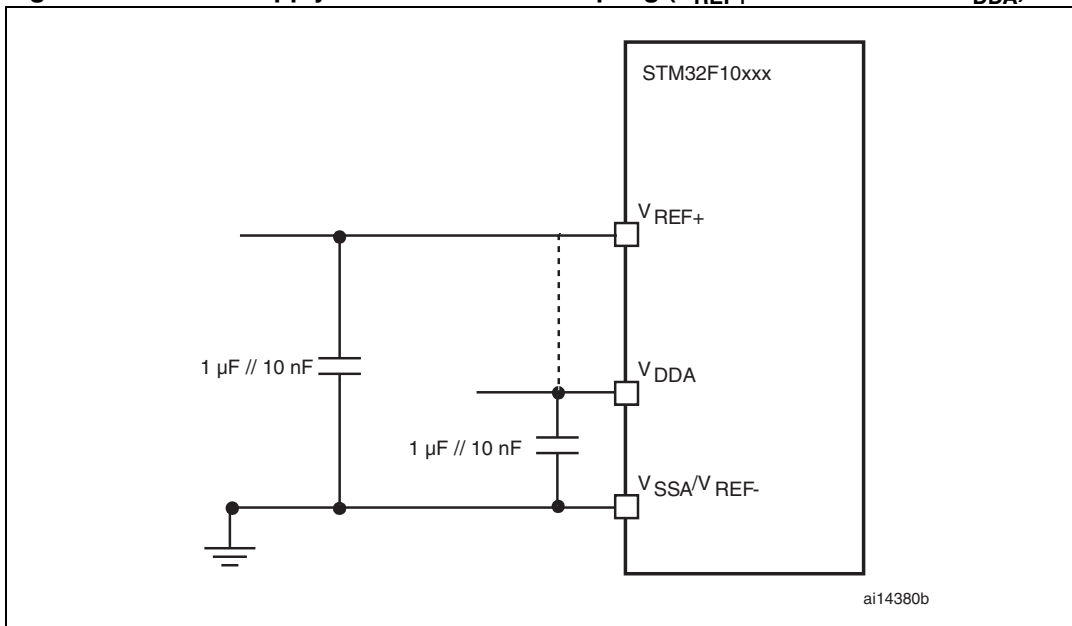 STM32F10xxx
VREF+
1 µF // 10 nF
VDDA
1 µF // 10 nF
VSSA/VREF-
ai14380b